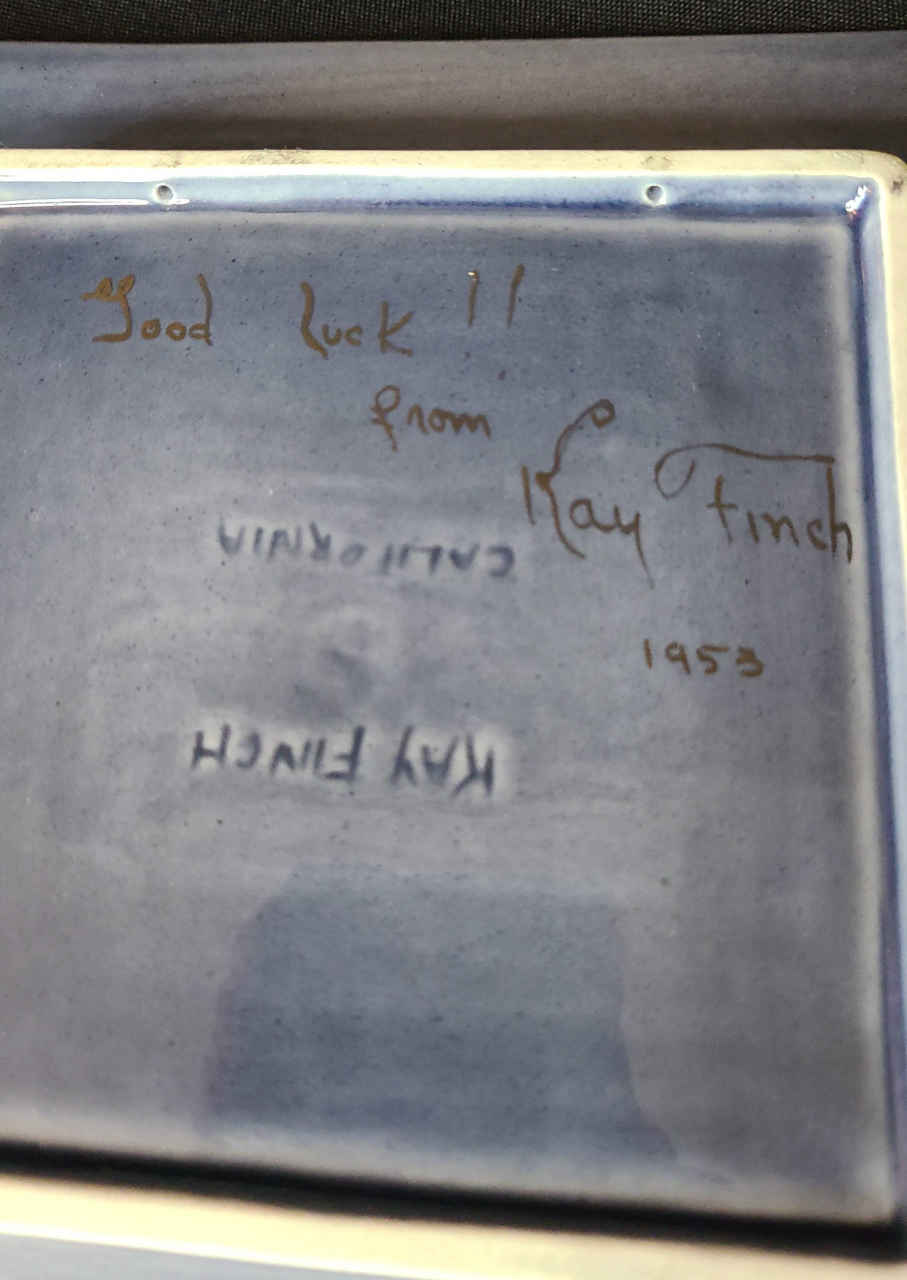 Good Luck !!
from
Kay Finch
1953
KAY FINCH
CALIFORNIA